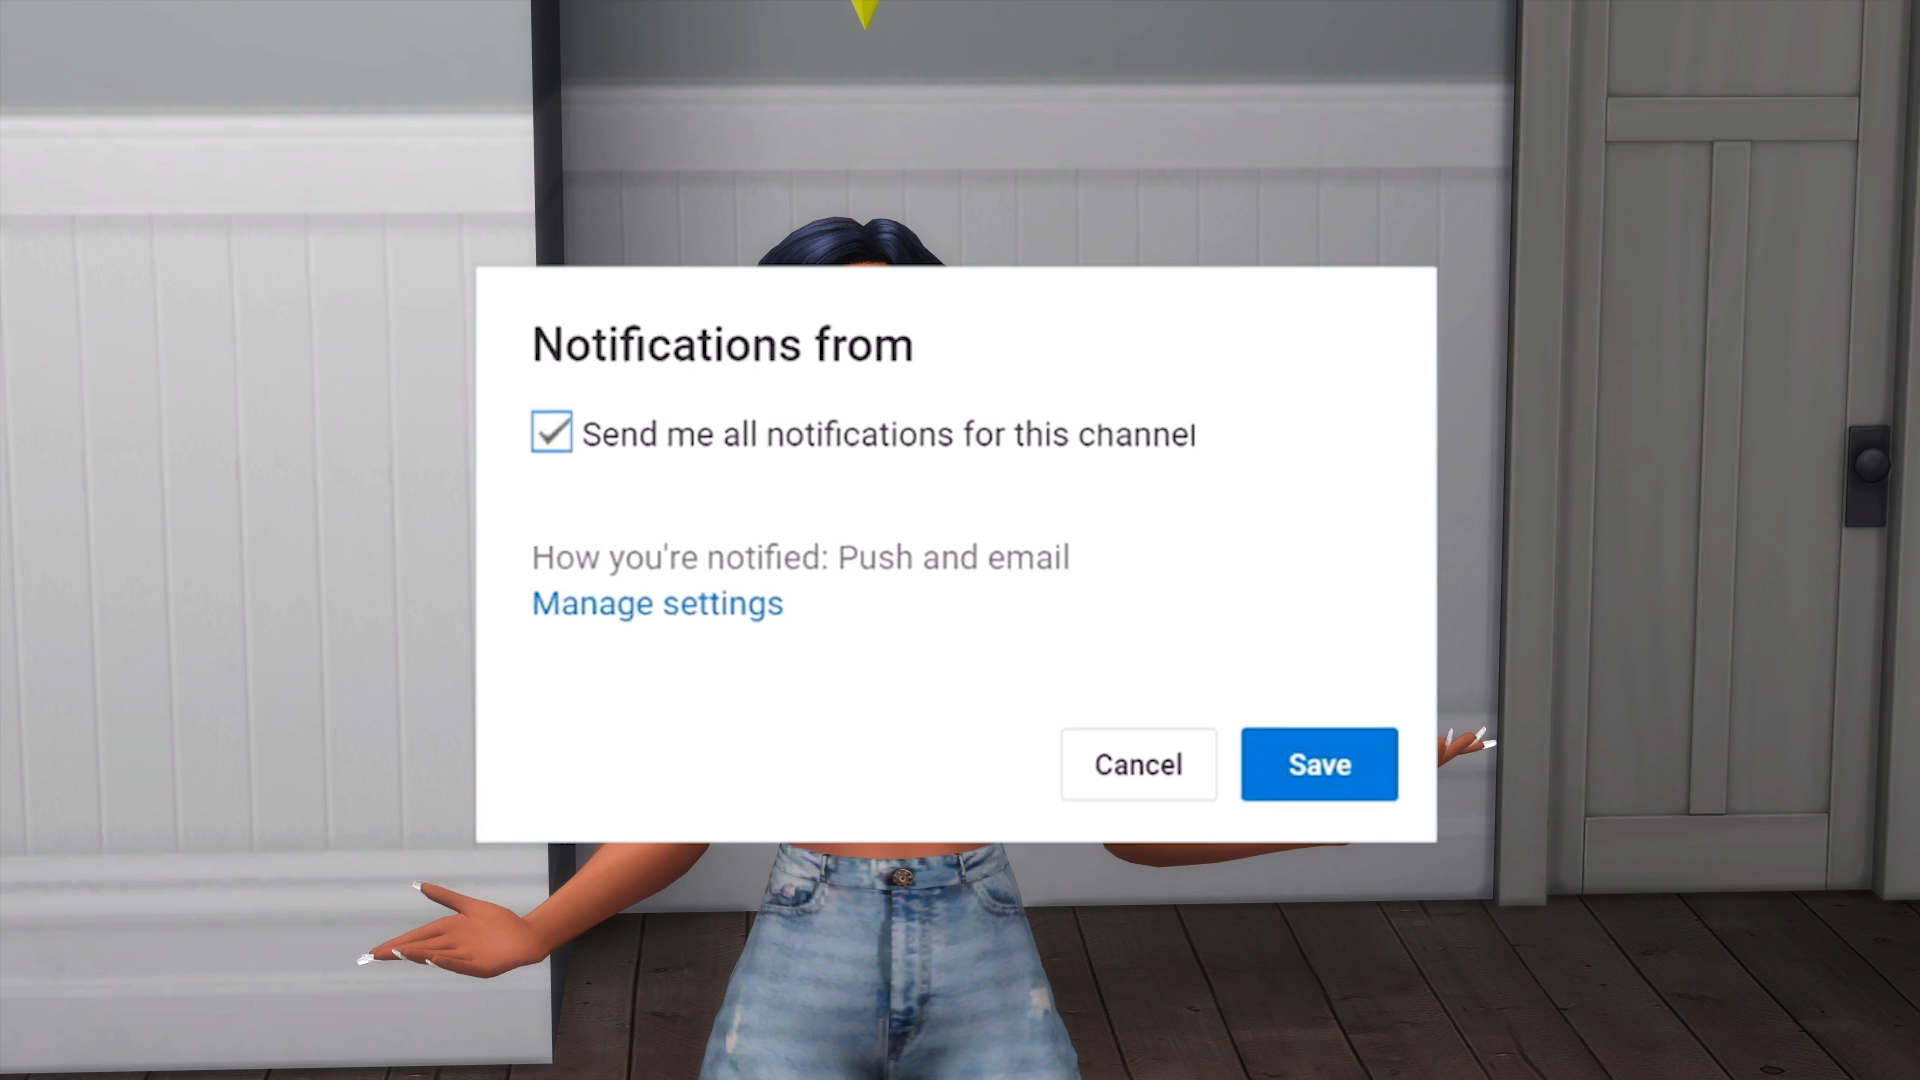 Notifications from
Send me all notifications for this channel
How you're notified: Push and email
Manage settings
Cancel
Save